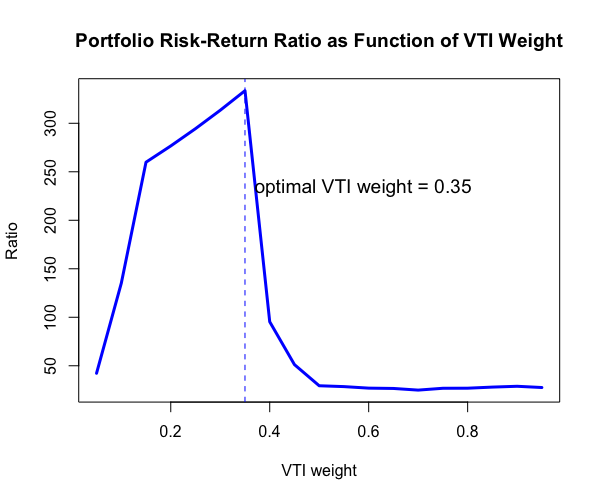 Portfolio Risk-Return Ratio as Function of VTI Weight
300
250
200
150
100
50
Ratio
optimal VTI weight = 0.35
0.2 0.4 0.6 0.8
VTI weight